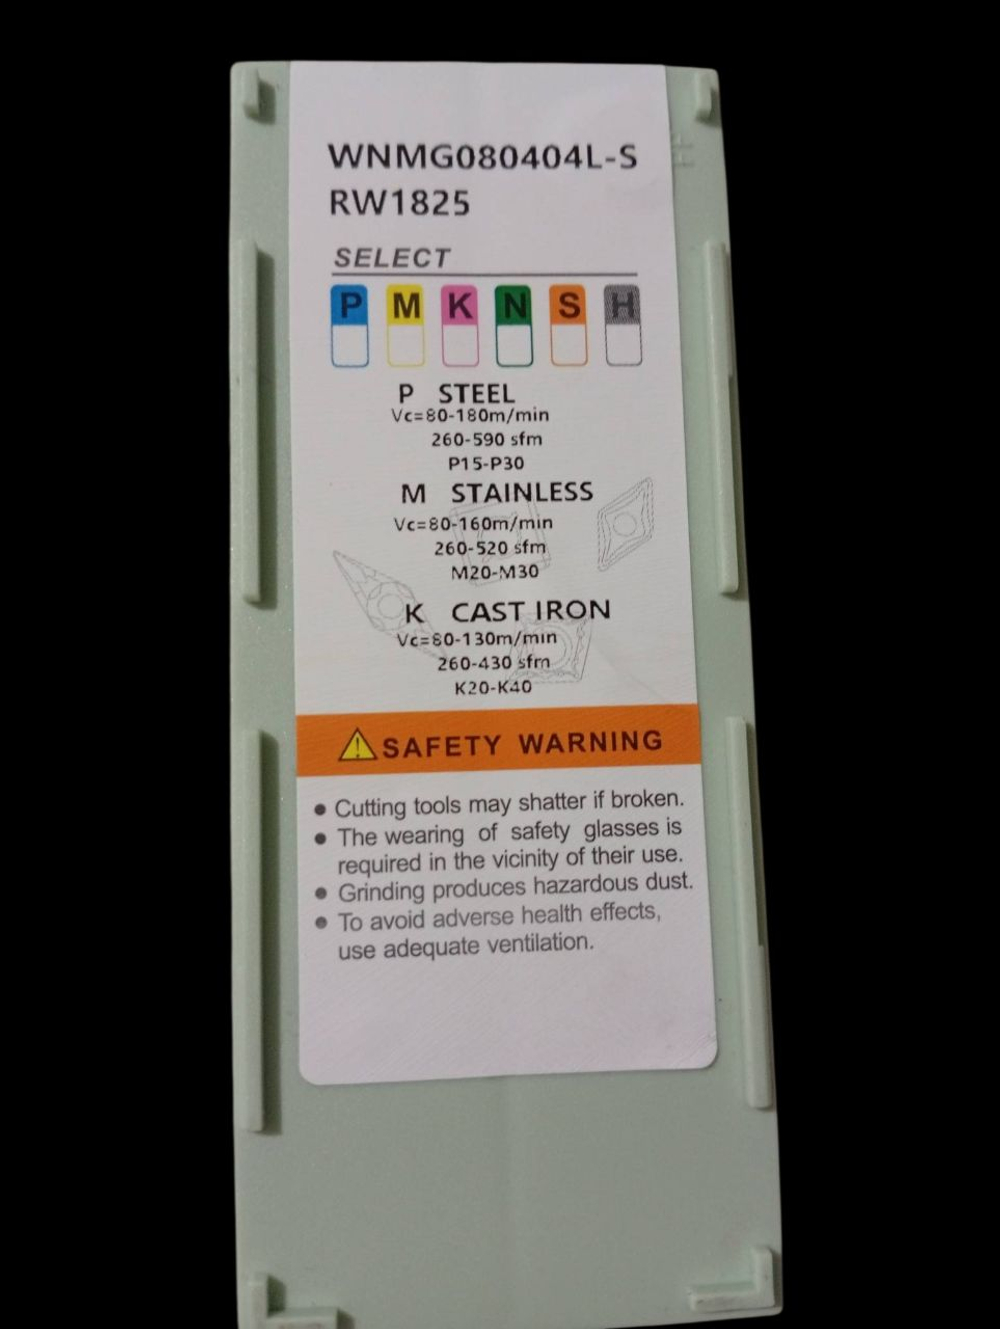 WNMG080404L-S
RW1825
SELECT
P M K N S H
P STEEL
Vc=80-180m/min
260-590 sfm
P15-P30
M STAINLESS
Vc=80-160m/min
260-520 sfm
M20-M30
K CAST IRON
Vc=80-130m/min
260-430 sfm
K20-K40
SAFETY WARNING
• Cutting tools may shatter if broken.
• The wearing of safety glasses is
required in the vicinity of their use.
• Grinding produces hazardous dust.
• To avoid adverse health effects,
use adequate ventilation.